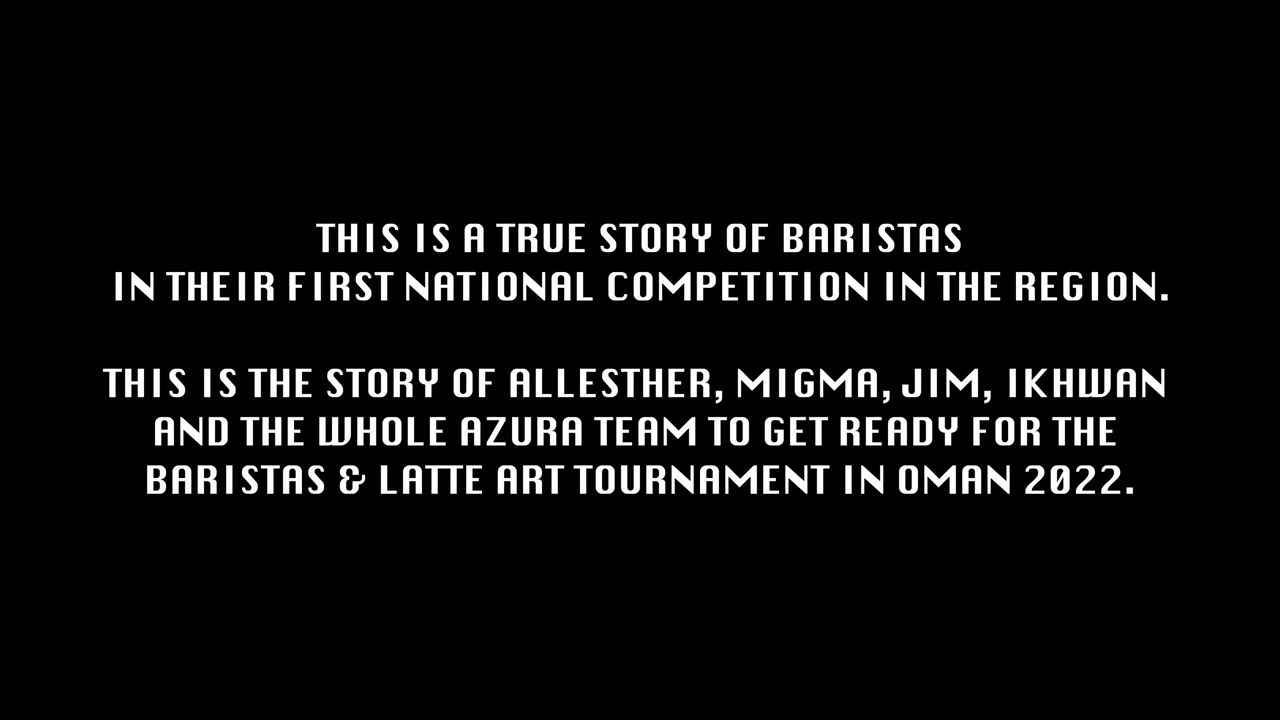 THIS IS A TRUE STORY OF BARISTAS
IN THEIR FIRST NATIONAL COMPETITION IN THE REGION.
THIS IS THE STORY OF ALLESTHER, MIGMA, JIM, IKHWAN
AND THE WHOLE AZURA TEAM TO GET READY FOR THE
BARISTAS & LATTE ART TOURNAMENT IN OMAN 2022.